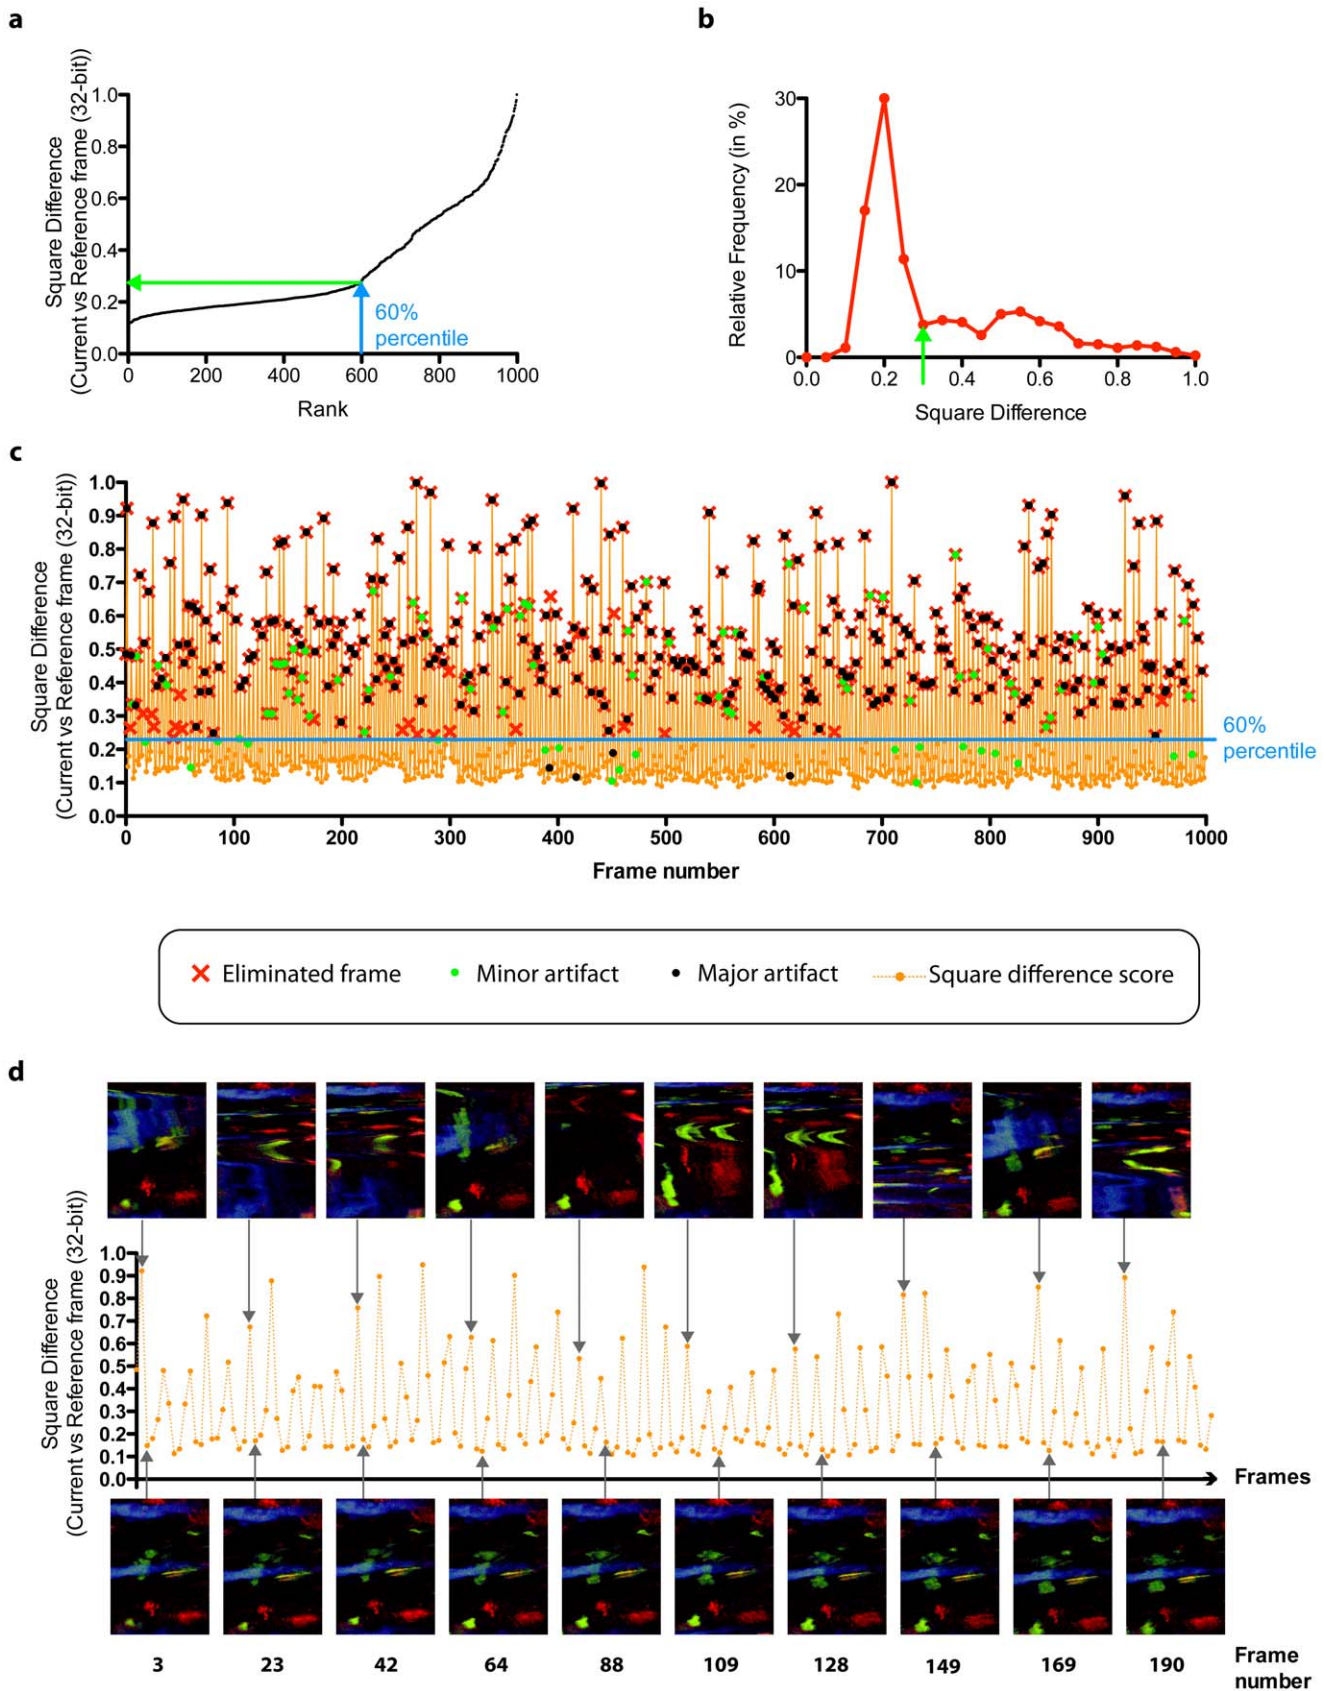 a
Square Difference
(Current vs Reference frame (32-bit))
1.0
0.8
0.6
0.4
0.2
0.0
60%
percentile
0 200 400 600 800 1000
Rank
b
Relative Frequency (in %)
30
20
10
0
0.0 0.2 0.4 0.6 0.8 1.0
Square Difference
c
Square Difference
(Current vs Reference frame (32-bit))
1.0
0.9
0.8
0.7
0.6
0.5
0.4
0.3
0.2
0.1
0.0
60%
percentile
0 100 200 300 400 500 600 700 800 900 1000
Frame number
Eliminated frame Minor artifact Major artifact Square difference score
d
Square Difference
(Current vs Reference frame (32-bit))
1.0
0.9
0.8
0.7
0.6
0.5
0.4
0.3
0.2
0.1
0.0
Frames
3 23 42 64 88 109 128 149 169 190
Frame
number